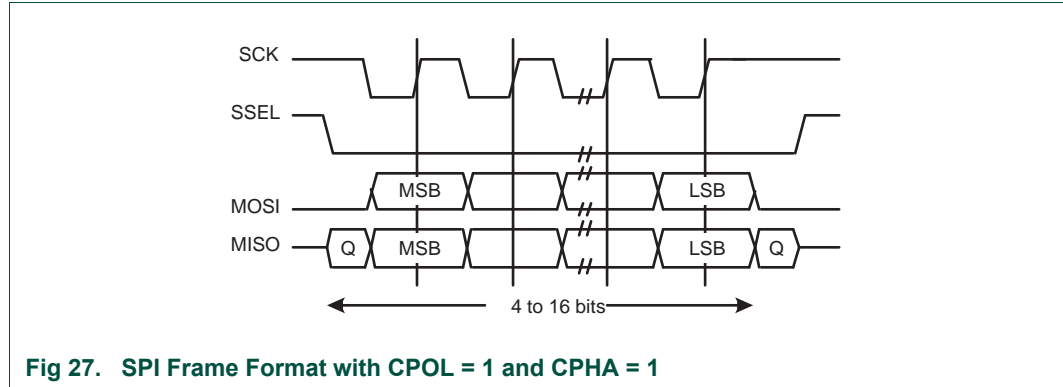 SCK
SSEL
MOSI
MSB
LSB
MISO
Q
MSB
LSB
Q
4 to 16 bits
Fig 27. SPI Frame Format with CPOL = 1 and CPHA = 1